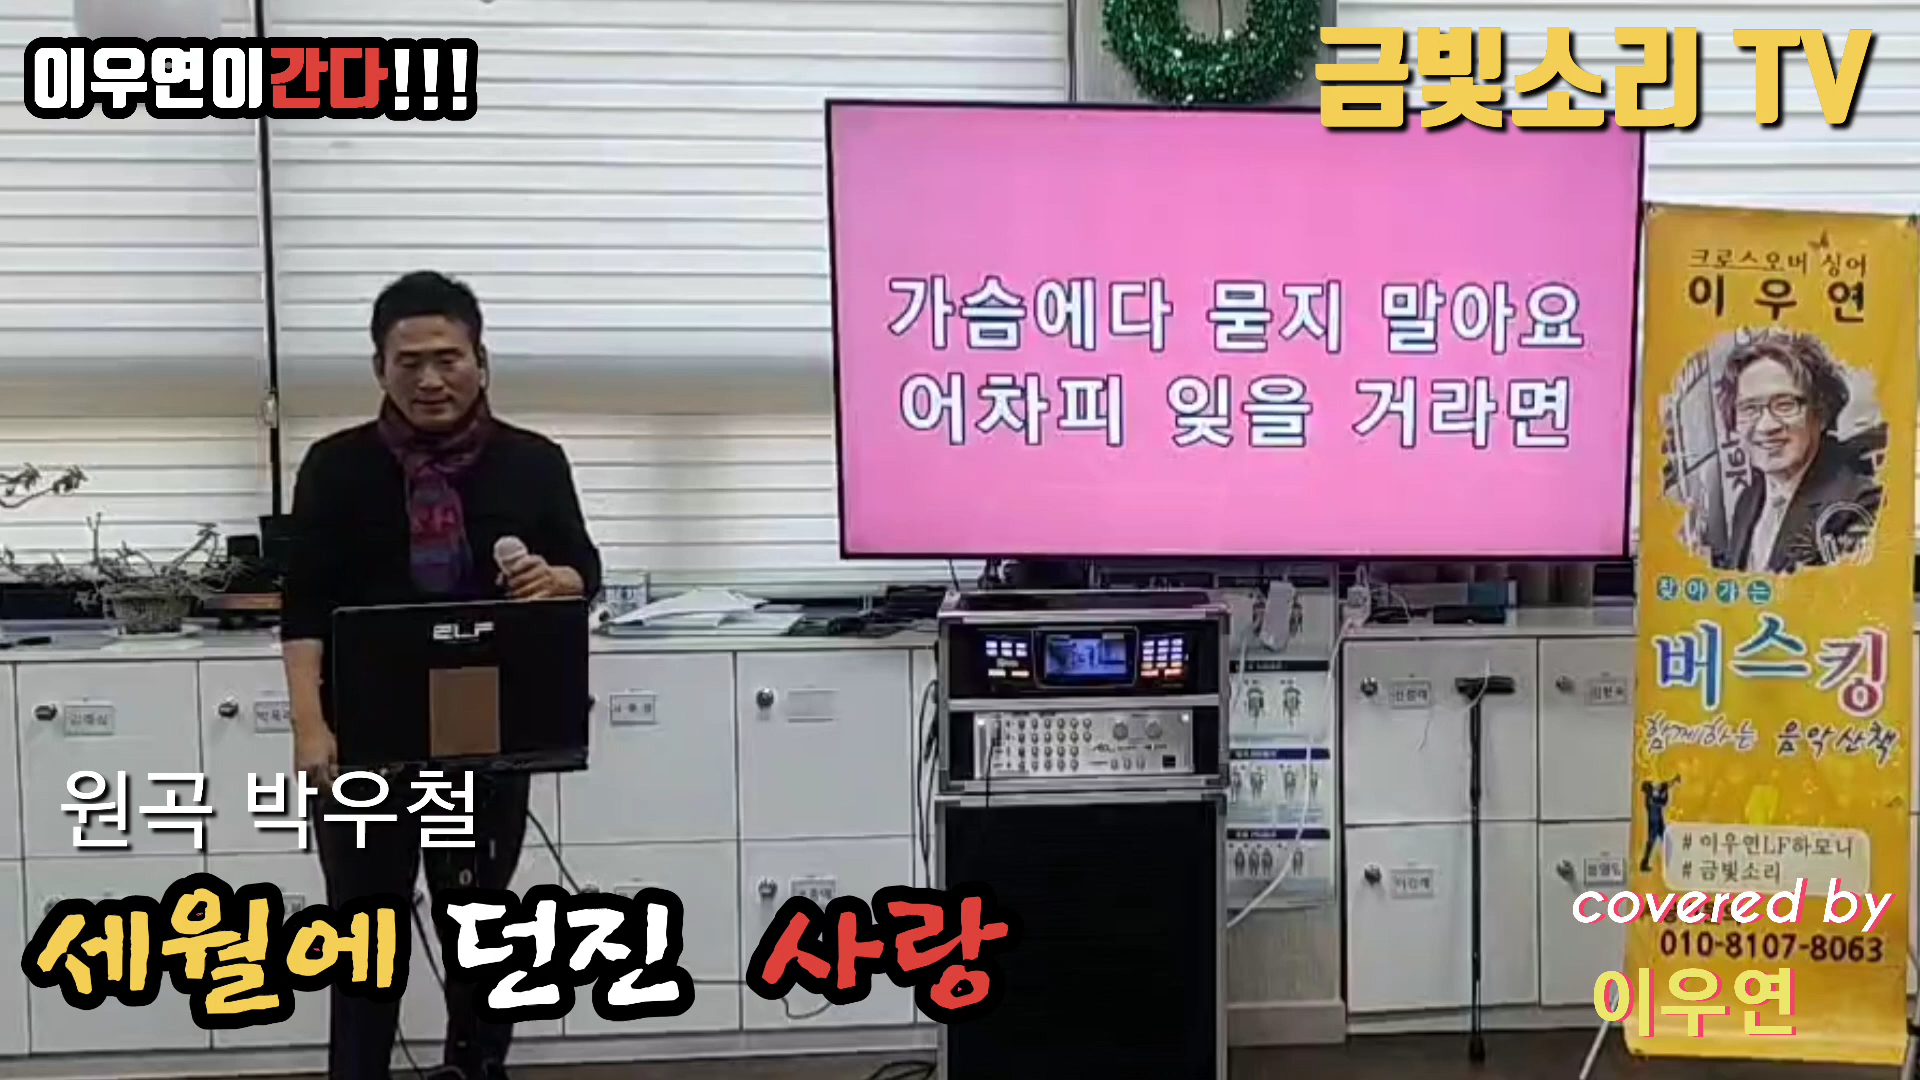 이우연이간다!!!
금빛소리 TV
가슴에다 묻지 말아요
어차피 잊을 거라면
크로스오버 싱어
이우연
찾아가는
버스킹
함께하는 음악산책
#이우연LF하모니
#금빛소리
010-8107-8063
ELF
원곡 박우철
세월에 던진 사랑
covered by
이우연